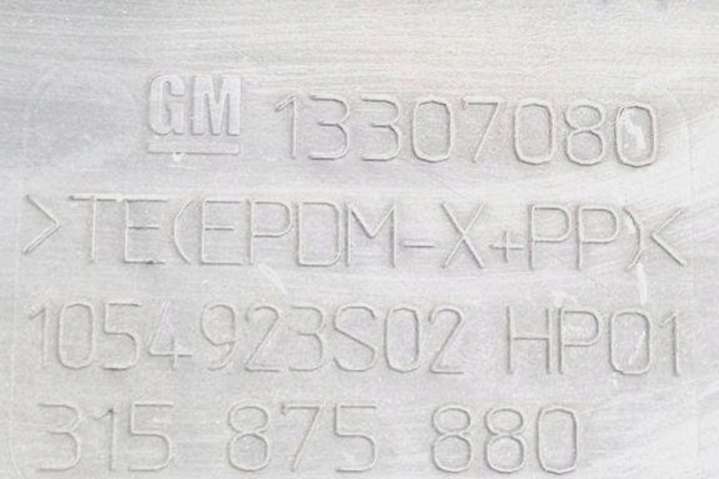 GM 13307080
>TE(EPDM-X+PP)<
1054923S02 HP01
315 875 880